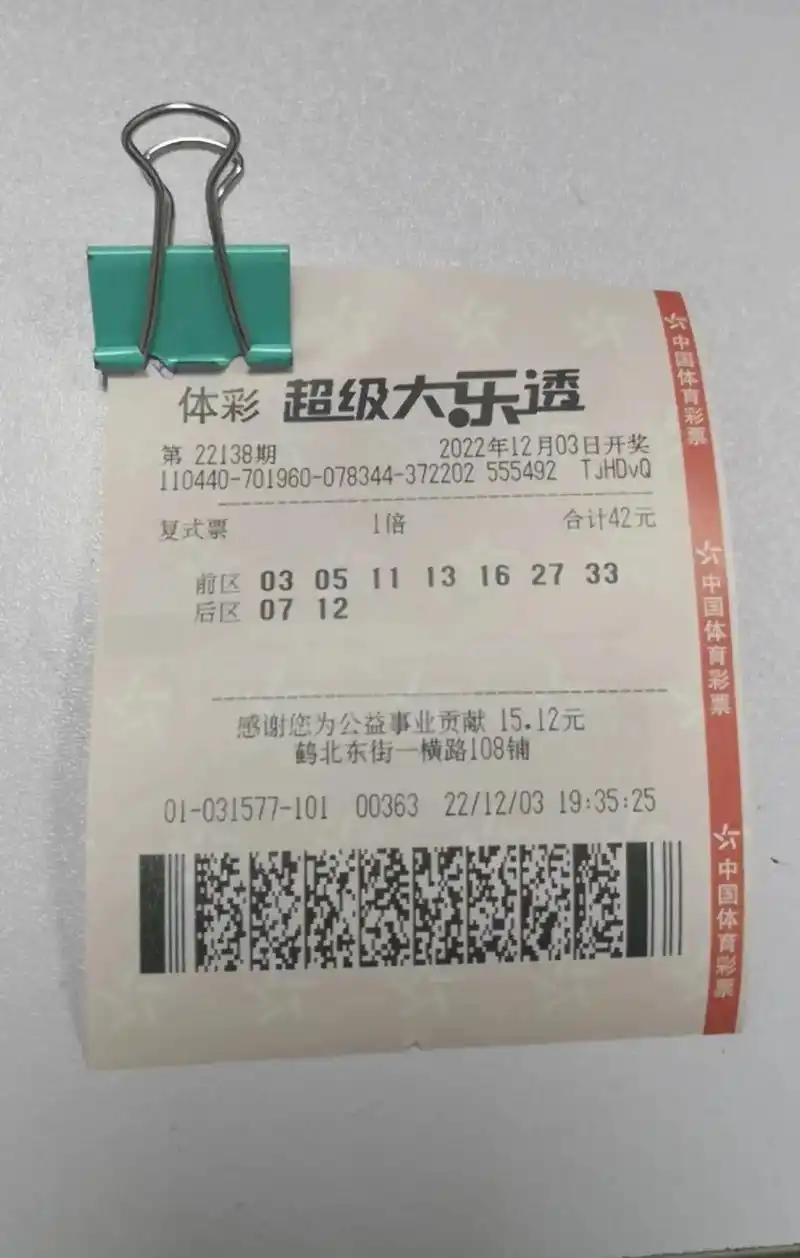 体彩 超级大乐透
第 22138期 2022年12月03日开奖
110440-701960-078344-372202 555492 TJHDvQ
复式票 1倍 合计42元
前区 03 05 11 13 16 27 33
后区 07 12
感谢您为公益事业贡献 15.12元
鹤北东街一横路108铺
01-031577-101 00363 22/12/03 19:35:25
中国体育彩票
中国体育彩票
中国体育彩票